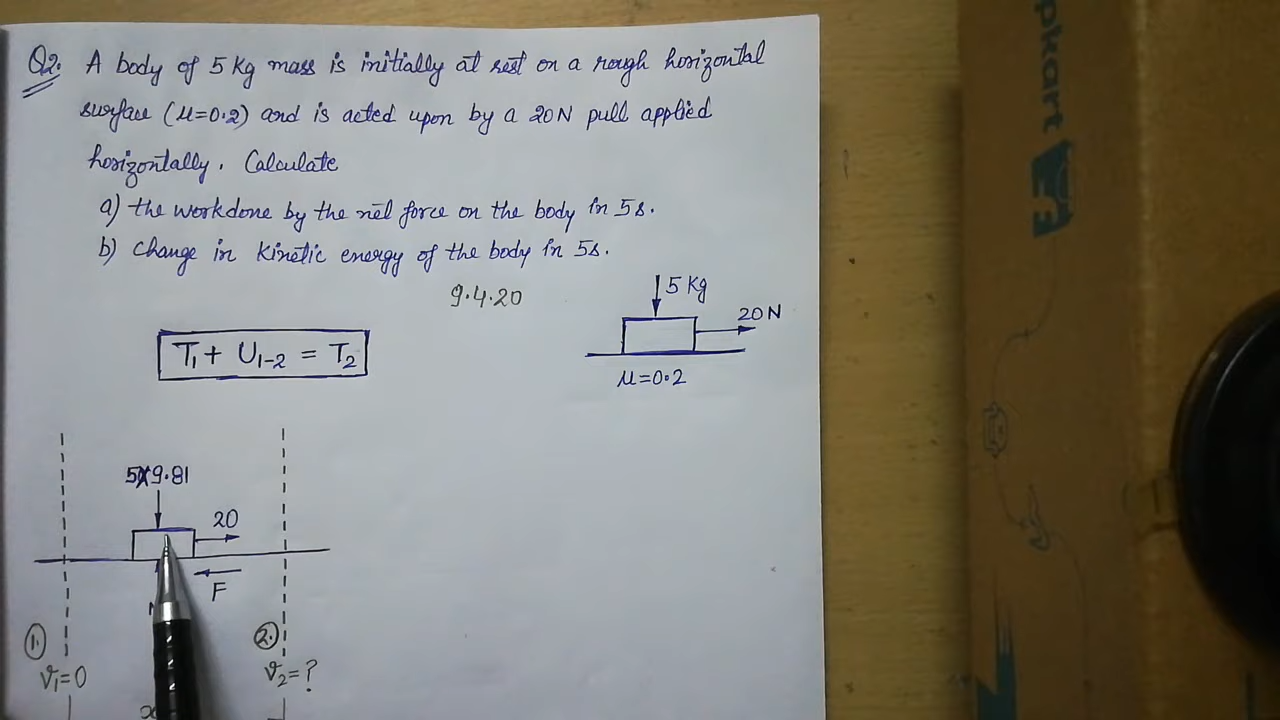 Q2. A body of 5 Kg mass is initially at rest on a rough horizontal
surface (μ=0.2) and is acted upon by a 20N pull applied
horizontally. Calculate
a) the workdone by the net force on the body in 5s.
b) Change in Kinetic energy of the body in 5s.
9.4.20
5 Kg
20N
μ=0.2
T₁ + U₁₋₂ = T₂
5×9.81
20
F
1.
2.
v₁=0
v₂=?
pkart